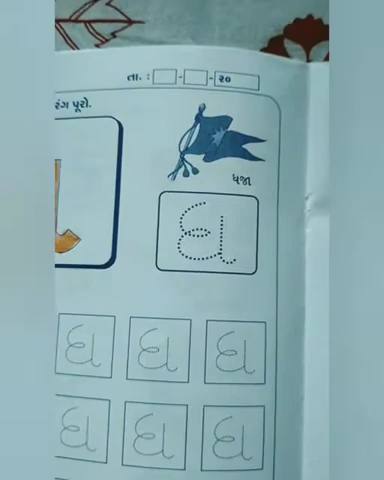 તા. : - - ૨૦
રંગ પૂરો.
ધજા
ધ
ધ ધ ધ
ધ ધ ધ